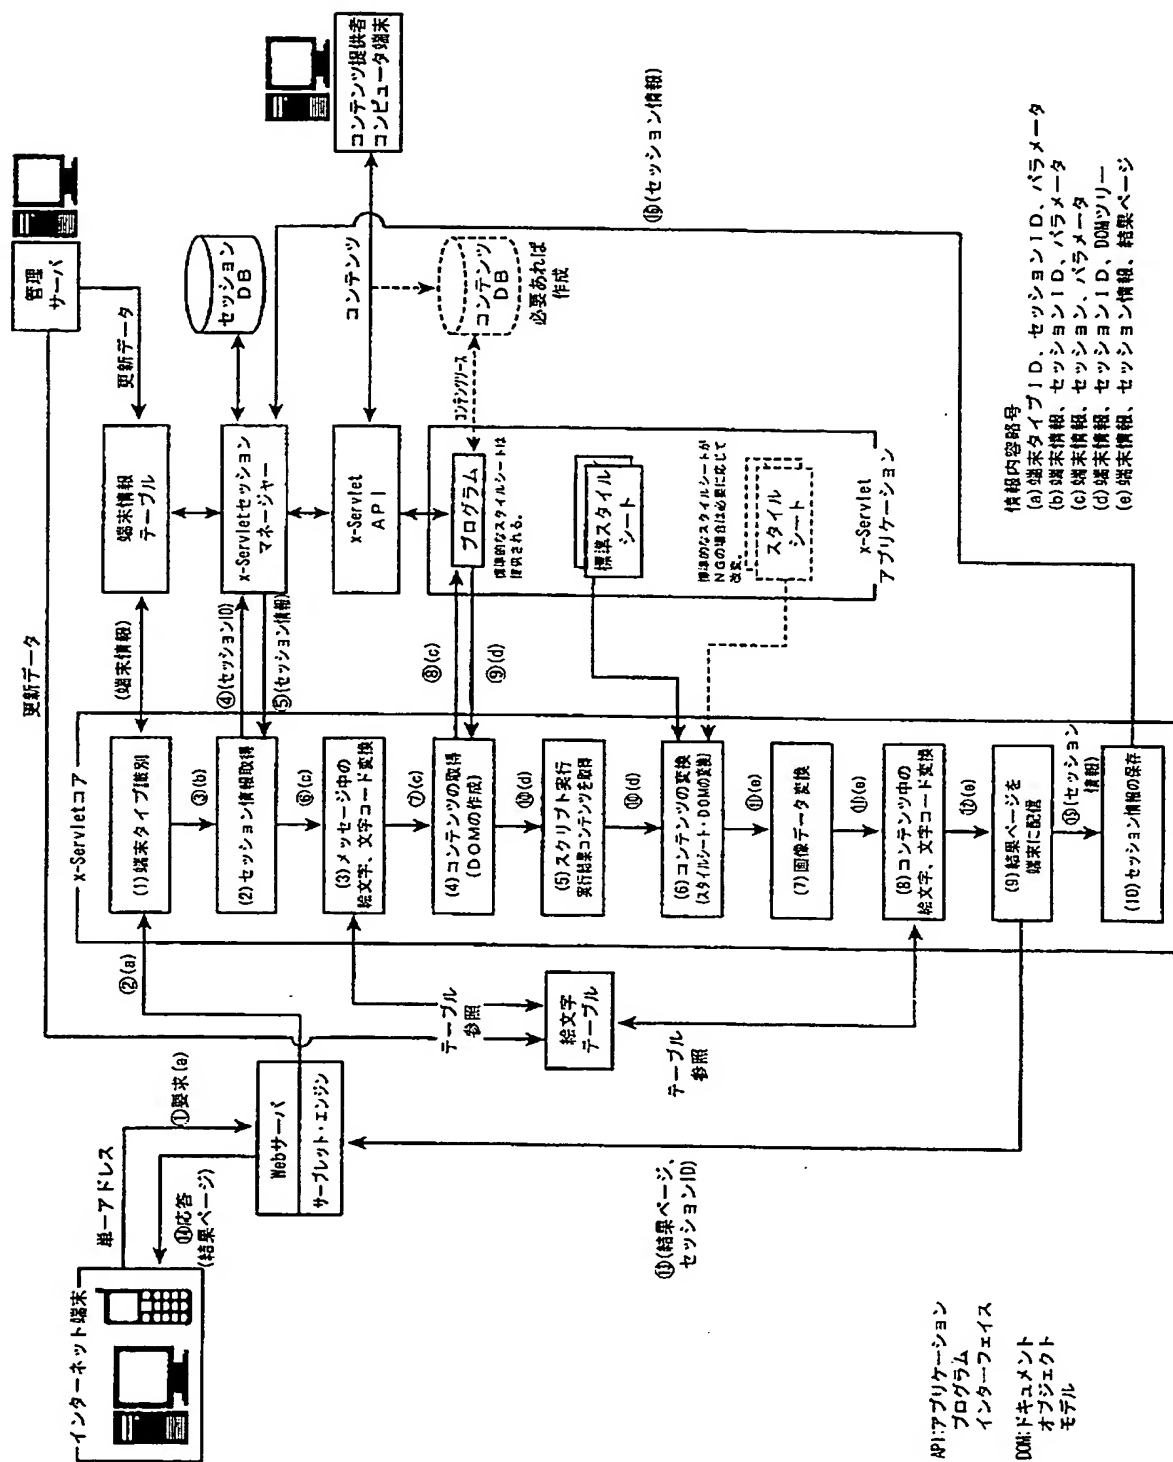 インターネット端末
単一アドレス
①要求(a)
⑭応答
(結果ページ)
Webサーバ
サーブレット・エンジン
②(a)
更新データ
管理
サーバ
更新データ
x-Servletコア
(1)端末タイプ識別
③(b)
(2)セッション情報取得
⑥(c)
(3)メッセージ中の
絵文字、文字コード変換
⑦(c)
(4)コンテンツの取得
(DOMの作成)
⑩(d)
(5)スクリプト実行
実行結果コンテンツを取得
⑩(d)
(6)コンテンツの変換
(スタイルシート・DOMの変換)
⑪(e)
(7)画像データ変換
⑪(e)
(8)コンテンツ中の
絵文字、文字コード変換
⑫(e)
(9)結果ページを
端末に配信
⑮(セッション
情報)
(10)セッション情報の保存
テーブル
参照
絵文字
テーブル
テーブル
参照
⑬(結果ページ、
セッションID)
(端末情報)
④(セッションID)
⑤(セッション情報)
⑧(c)
⑨(d)
端末情報
テーブル
x-Servletセッション
マネージャー
x-Servlet
API
プログラム
標準的なスタイルシートは
提供される。
標準スタイル
シート
標準的なスタイルシートが
NGの場合は必要に応じて
改変。
スタイル
シート
x-Servlet
アプリケーション
セッション
DB
コンテンツ
コンテンツソース
コンテンツ
DB
必要あれば
作成
コンテンツ提供者
コンピュータ端末
⑯(セッション情報)
情報内容略号
(a)端末タイプID、セッションID、パラメータ
(b)端末情報、セッションID、パラメータ
(c)端末情報、セッション、パラメータ
(d)端末情報、セッションID、DOMツリー
(e)端末情報、セッション情報、結果ページ
API:アプリケーション
プログラム
インターフェイス
DOM:ドキュメント
オブジェクト
モデル